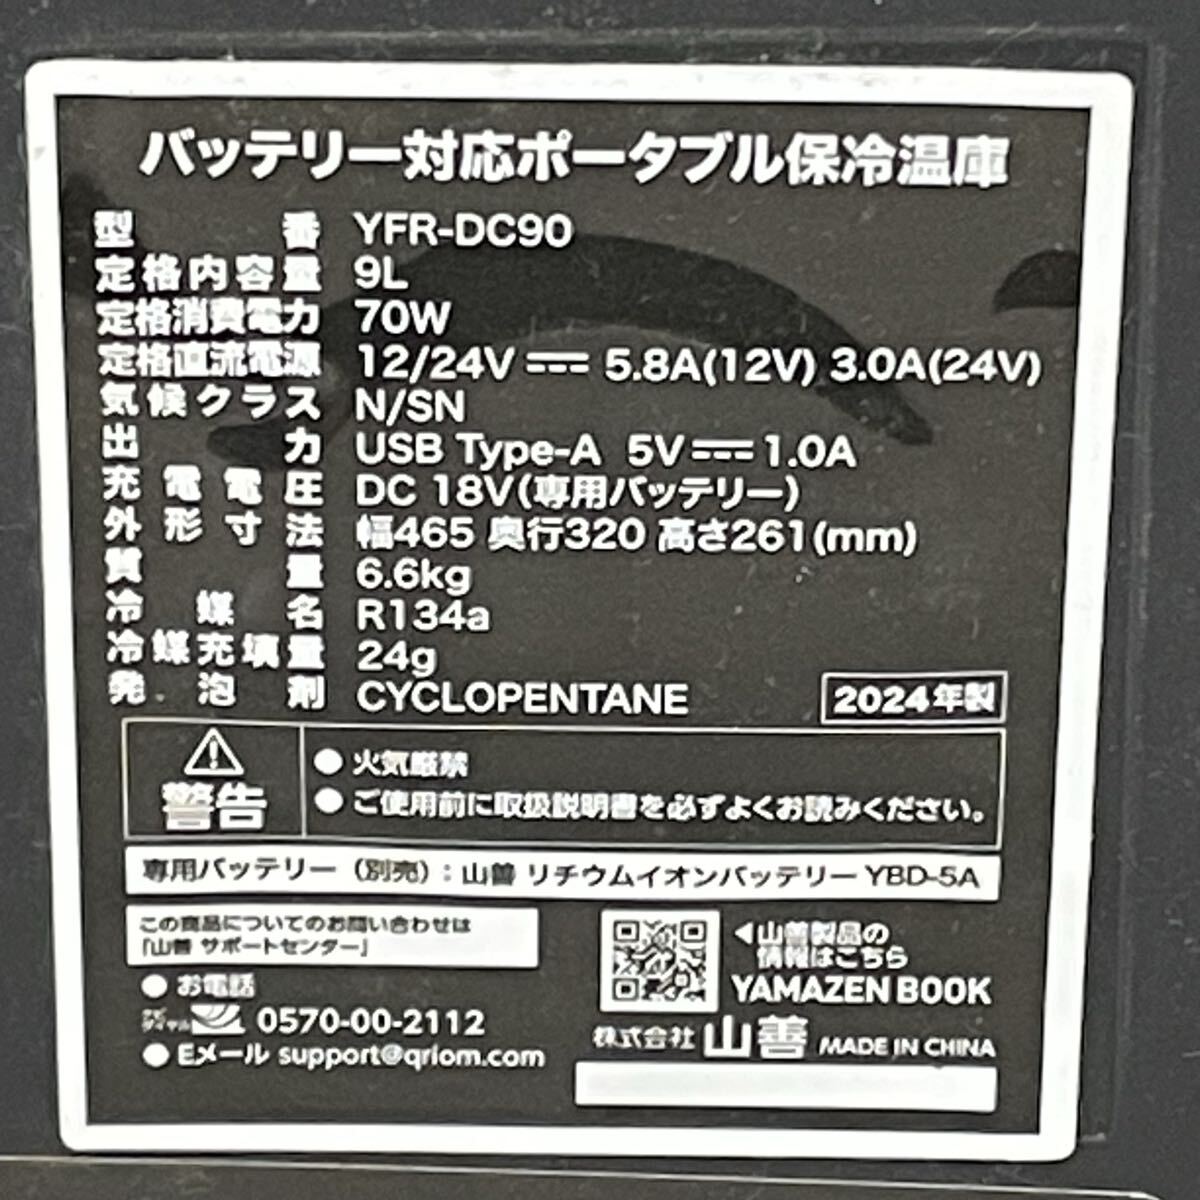 バッテリー対応ポータブル保冷温庫
型番 YFR-DC90
定格内容量 9L
定格消費電力 70W
定格直流電源 12/24V⎓5.8A(12V) 3.0A(24V)
気候クラス N/SN
出力 USB Type-A 5V⎓1.0A
充電電圧 DC 18V(専用バッテリー)
外形寸法 幅465 奥行320 高さ261(mm)
質量 6.6kg
冷媒名 R134a
冷媒充填量 24g
発泡剤 CYCLOPENTANE
2024年製
警告
●火気厳禁
●ご使用前に取扱説明書を必ずよくお読みください。
専用バッテリー(別売):山善 リチウムイオンバッテリー YBD-5A
この商品についてのお問い合わせは
「山善 サポートセンター」
●お電話
ナビダイヤル 0570-00-2112
●Eメール support@qriom.com
◀山善製品の
情報はこちら
YAMAZEN BOOK
株式会社 山善 MADE IN CHINA